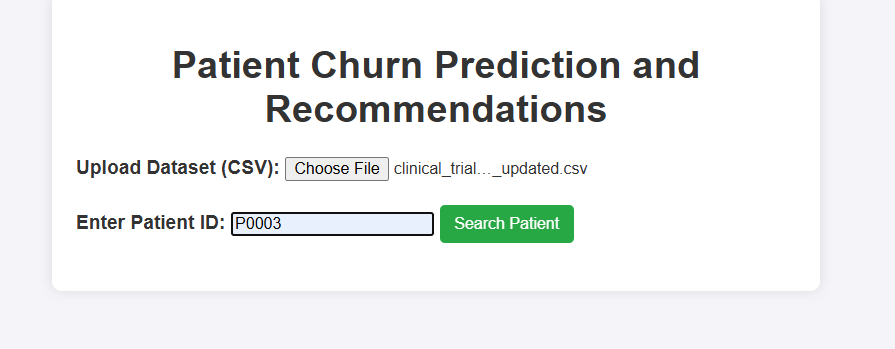 Patient Churn Prediction and
Recommendations
Upload Dataset (CSV): Choose File clinical_trial…_updated.csv
Enter Patient ID: P0003 Search Patient